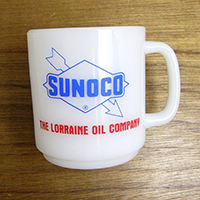 SUNOCO
®
THE LORRAINE OIL COMPANY